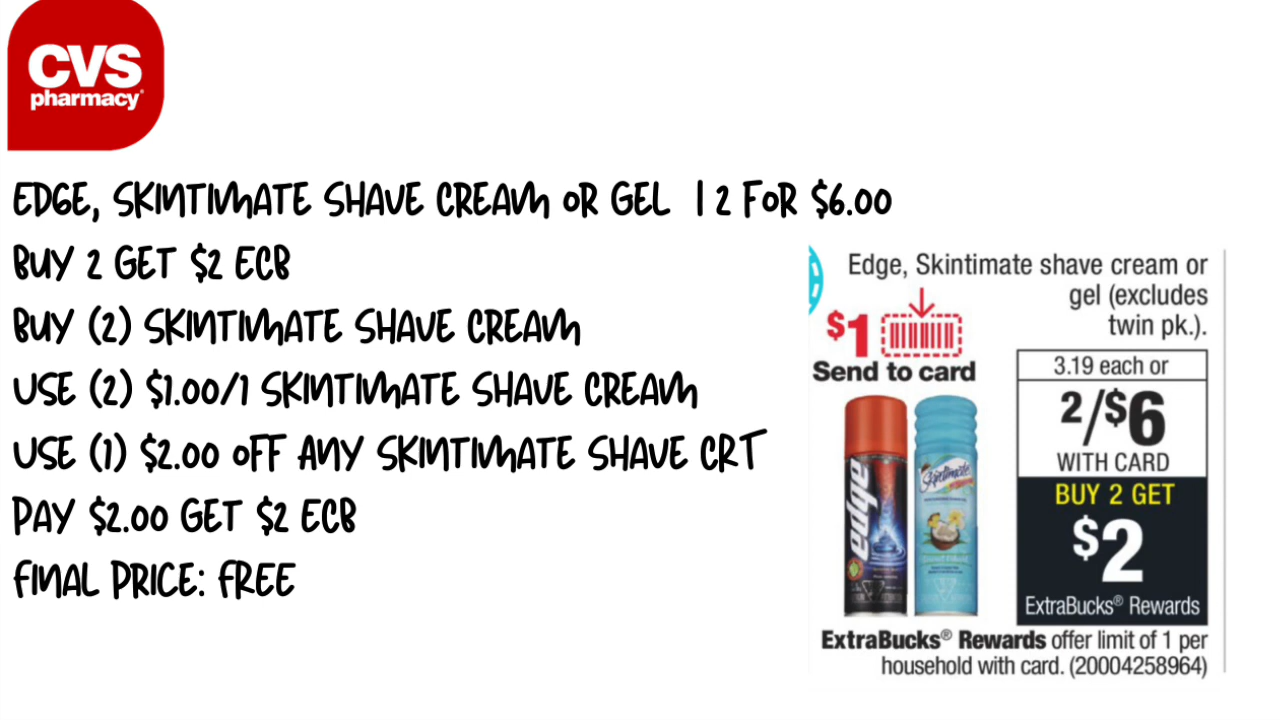 CVS
pharmacy®
EDGE, SKINTIMATE SHAVE CREAM OR GEL | 2 FOR $6.00
BUY 2 GET $2 ECB
BUY (2) SKINTIMATE SHAVE CREAM
USE (2) $1.00/1 SKINTIMATE SHAVE CREAM
USE (1) $2.00 OFF ANY SKINTIMATE SHAVE CRT
PAY $2.00 GET $2 ECB
FINAL PRICE: FREE
Edge, Skintimate shave cream or
gel (excludes
twin pk.).
$1
Send to card
edge
Skintimate
3.19 each or
2/$6
WITH CARD
BUY 2 GET
$2
ExtraBucks® Rewards
ExtraBucks® Rewards offer limit of 1 per
household with card. (20004258964)